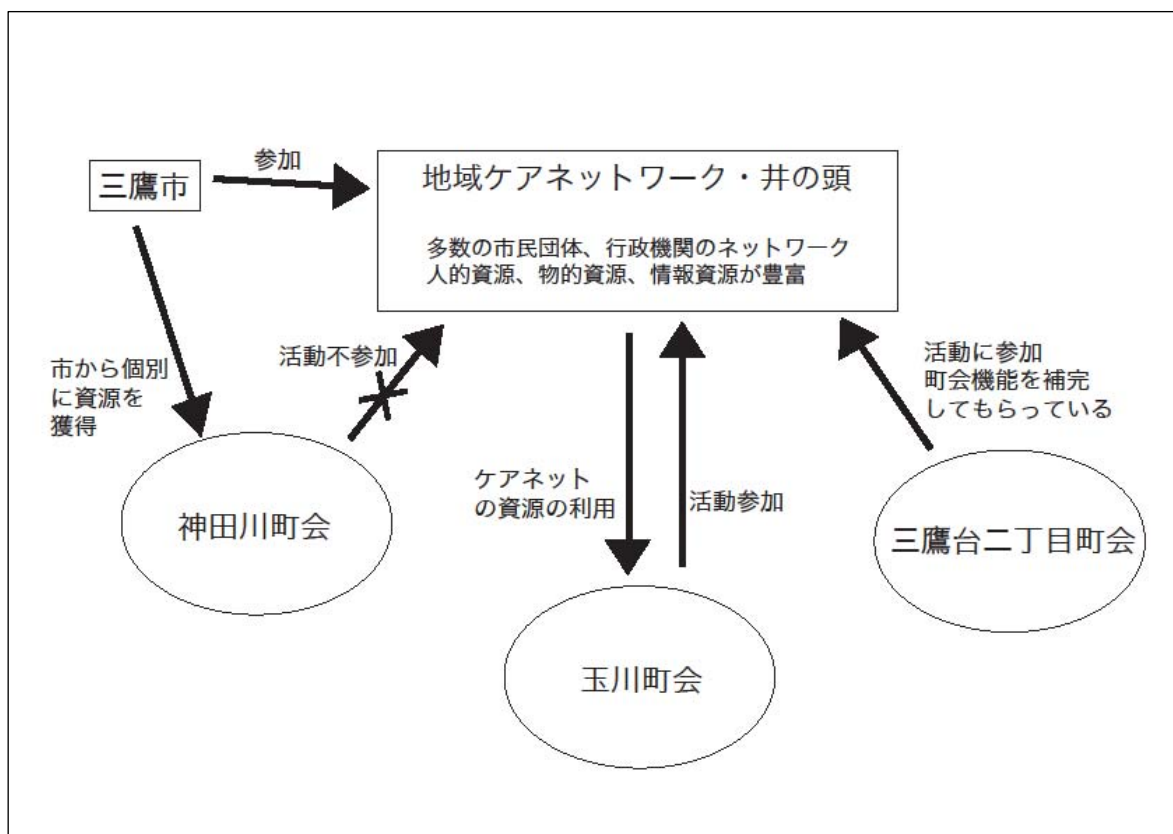 参加
三鷹市
地域ケアネットワーク・井の頭
多数の市民団体、行政機関のネットワーク
人的資源、物的資源、情報資源が豊富
市から個別
に資源を
獲得
活動不参加
活動に参加
町会機能を補完
してもらっている
ケアネット
の資源の利用
活動参加
神田川町会
三鷹台二丁目町会
玉川町会